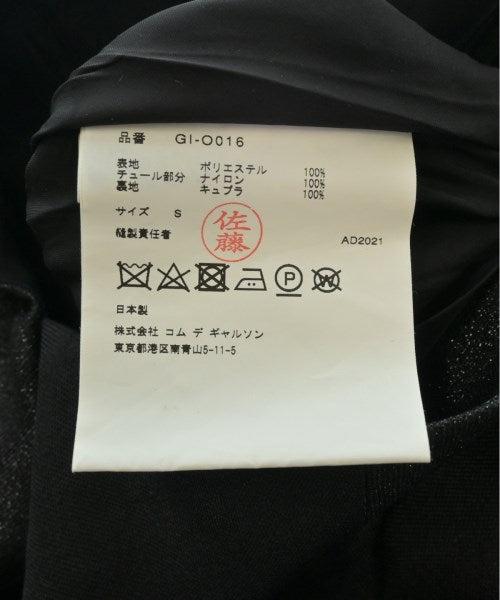 品番 GI-O016
表地 ポリエステル 100%
チュール部分 ナイロン 100%
裏地 キュプラ 100%
サイズ S
佐藤
縫製責任者 AD2021
P W
日本製
株式会社 コム デ ギャルソン
東京都港区南青山5-11-5